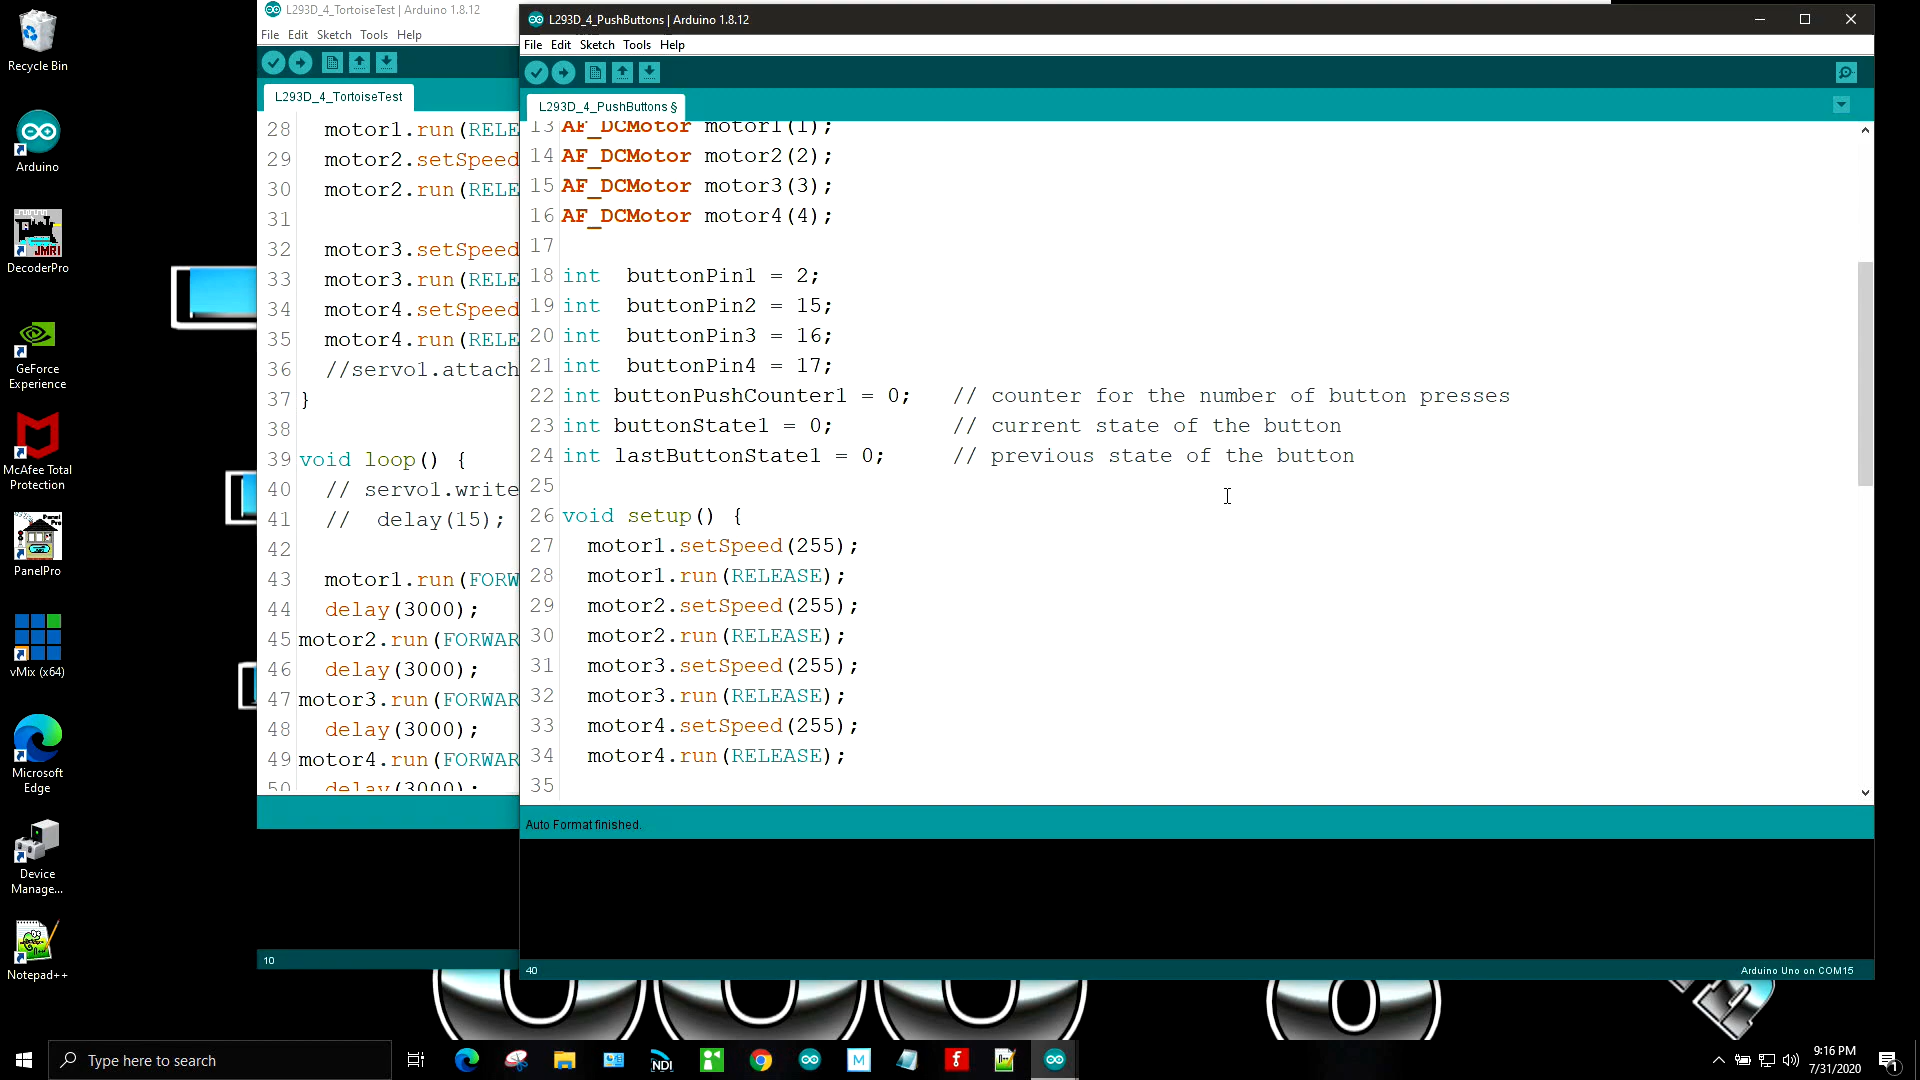 Recycle Bin
Arduino
JMRI
DecoderPro
GeForce
Experience
McAfee Total
Protection
PanelPro
vMix (x64)
Microsoft
Edge
Device
Manage...
Notepad++
L293D_4_TortoiseTest | Arduino 1.8.12
File Edit Sketch Tools Help
L293D_4_TortoiseTest
28 motor1.run(RELE
29 motor2.setSpeed
30 motor2.run(RELE
31
32 motor3.setSpeed
33 motor3.run(RELE
34 motor4.setSpeed
35 motor4.run(RELE
36 //servo1.attach
37 }
38
39 void loop() {
40 // servo1.write
41 // delay(15);
42
43 motor1.run(FORW
44 delay(3000);
45 motor2.run(FORWAR
46 delay(3000);
47 motor3.run(FORWAR
48 delay(3000);
49 motor4.run(FORWAR
50 delay(3000);
10
L293D_4_PushButtons | Arduino 1.8.12
File Edit Sketch Tools Help
L293D_4_PushButtons §
13 AF_DCMotor motor1(1);
14 AF_DCMotor motor2(2);
15 AF_DCMotor motor3(3);
16 AF_DCMotor motor4(4);
17
18 int  buttonPin1 = 2;
19 int  buttonPin2 = 15;
20 int  buttonPin3 = 16;
21 int  buttonPin4 = 17;
22 int buttonPushCounter1 = 0;   // counter for the number of button presses
23 int buttonState1 = 0;         // current state of the button
24 int lastButtonState1 = 0;     // previous state of the button
25
26 void setup() {
27 motor1.setSpeed(255);
28 motor1.run(RELEASE);
29 motor2.setSpeed(255);
30 motor2.run(RELEASE);
31 motor3.setSpeed(255);
32 motor3.run(RELEASE);
33 motor4.setSpeed(255);
34 motor4.run(RELEASE);
35
Auto Format finished.
40
Arduino Uno on COM15
Type here to search
NDI
M
9:16 PM
7/31/2020
1